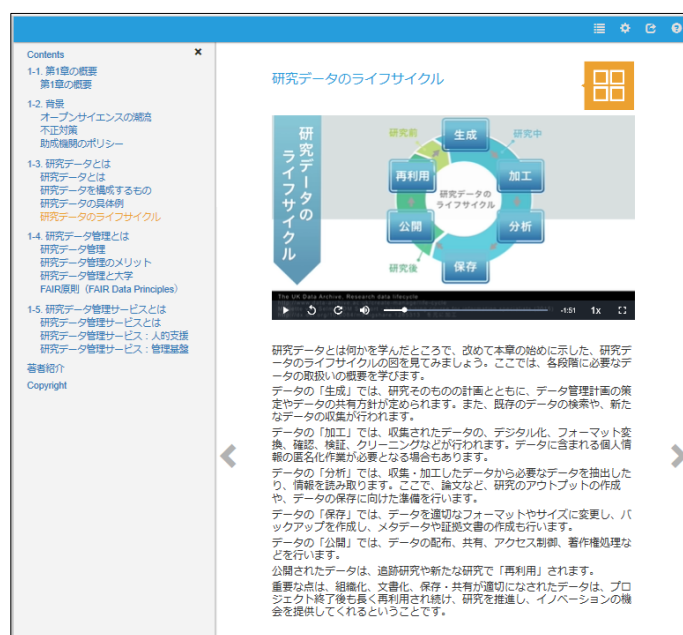 Contents
1-1. 第1章の概要
第1章の概要
1-2. 背景
オープンサイエンスの潮流
不正対策
助成機関のポリシー
1-3. 研究データとは
研究データとは
研究データを構成するもの
研究データの具体例
研究データのライフサイクル
1-4. 研究データ管理とは
研究データ管理
研究データ管理のメリット
研究データ管理と大学
FAIR原則（FAIR Data Principles）
1-5. 研究データ管理サービスとは
研究データ管理サービスとは
研究データ管理サービス：人的支援
研究データ管理サービス：管理基盤
著者紹介
Copyright
研究データのライフサイクル
研究データの
ライフサイクル
研究前
生成
研究中
再利用
加工
研究データの
ライフサイクル
公開
分析
研究後
保存
The UK Data Archive, Research data lifecycle
-1:51
1x
研究データとは何かを学んだところで、改めて本章の始めに示した、研究デ
ータのライフサイクルの図を見てみましょう。ここでは、各段階に必要なデ
ータの取扱いの概要を学びます。
データの「生成」では、研究そのものの計画とともに、データ管理計画の策
定やデータの共有方針が定められます。また、既存のデータの検索や、新た
なデータの収集が行われます。
データの「加工」では、収集されたデータの、デジタル化、フォーマット変
換、確認、検証、クリーニングなどが行われます。データに含まれる個人情
報の匿名化作業が必要となる場合もあります。
データの「分析」では、収集・加工したデータから必要なデータを抽出した
り、情報を読み取ります。ここで、論文など、研究のアウトプットの作成
や、データの保存に向けた準備を行います。
データの「保存」では、データを適切なフォーマットやサイズに変更し、バ
ックアップを作成し、メタデータや証拠文書の作成も行います。
データの「公開」では、データの配布、共有、アクセス制御、著作権処理な
どを行います。
公開されたデータは、追跡研究や新たな研究で「再利用」されます。
重要な点は、組織化、文書化、保存・共有が適切になされたデータは、プロ
ジェクト終了後も長く再利用され続け、研究を推進し、イノベーションの機
会を提供してくれるということです。